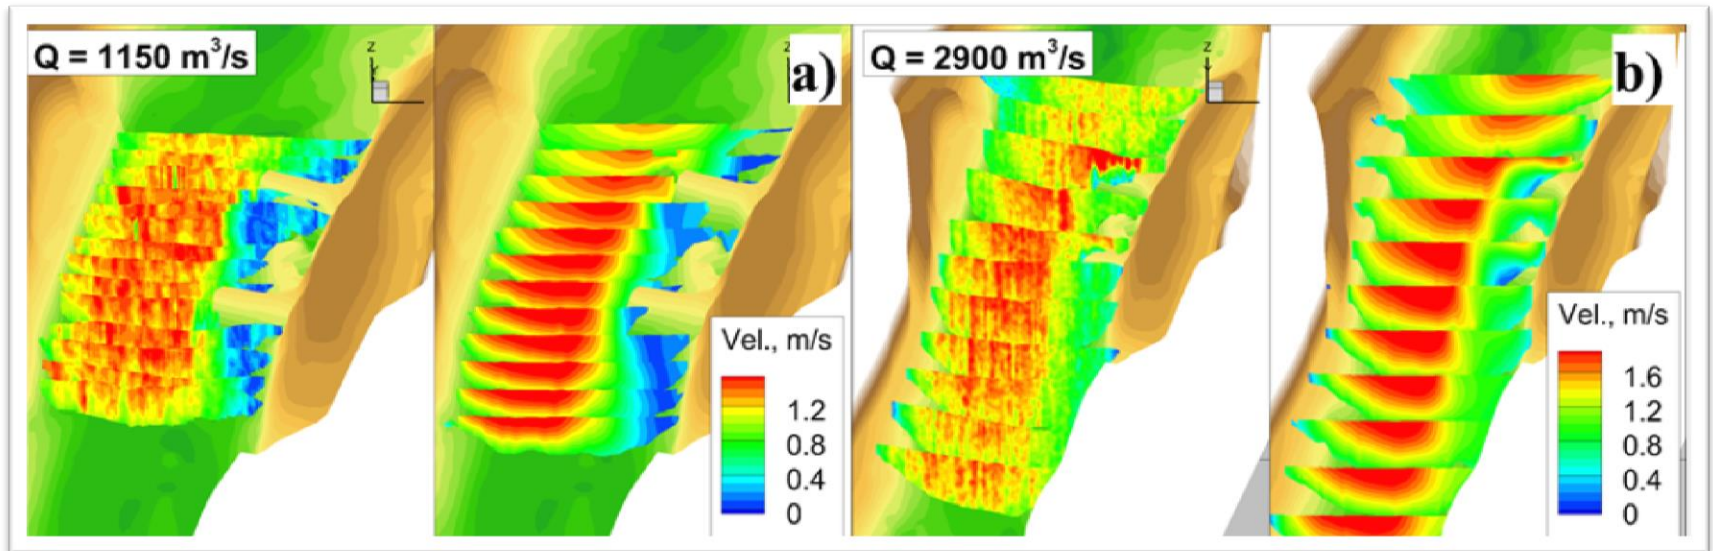 Q = 1150 m³/s
z
z
a)
Q = 2900 m³/s
z
b)
Vel., m/s
1.2
0.8
0.4
0
Vel., m/s
1.6
1.2
0.8
0.4
0